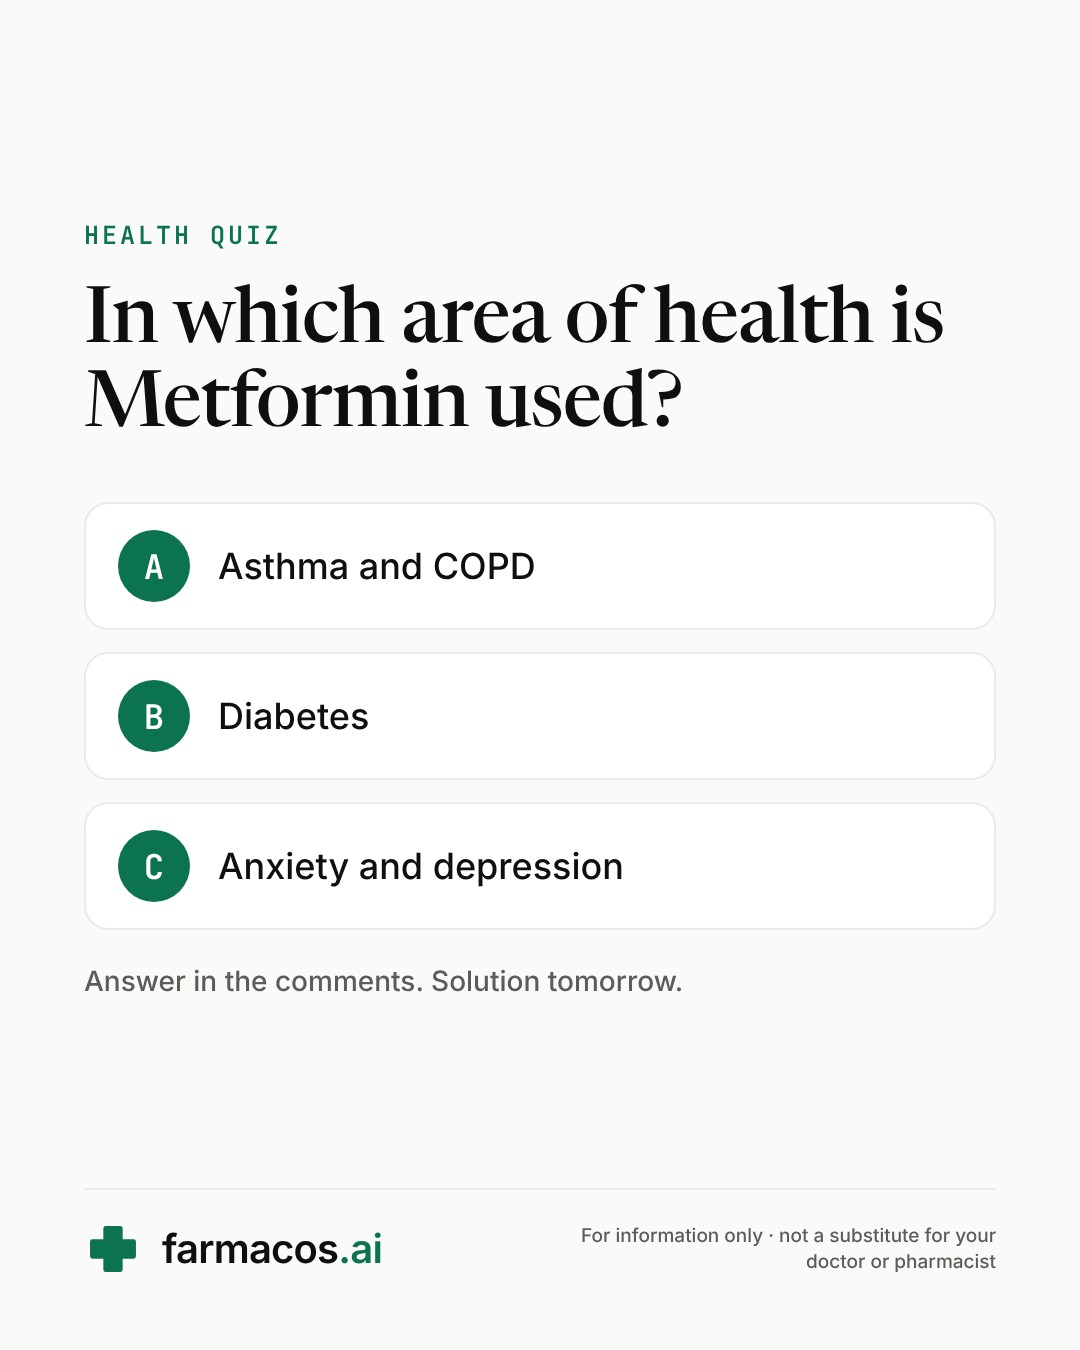 HEALTH QUIZ
In which area of health is
Metformin used?
A Asthma and COPD
B Diabetes
C Anxiety and depression
Answer in the comments. Solution tomorrow.
farmacos.ai
For information only · not a substitute for your
doctor or pharmacist